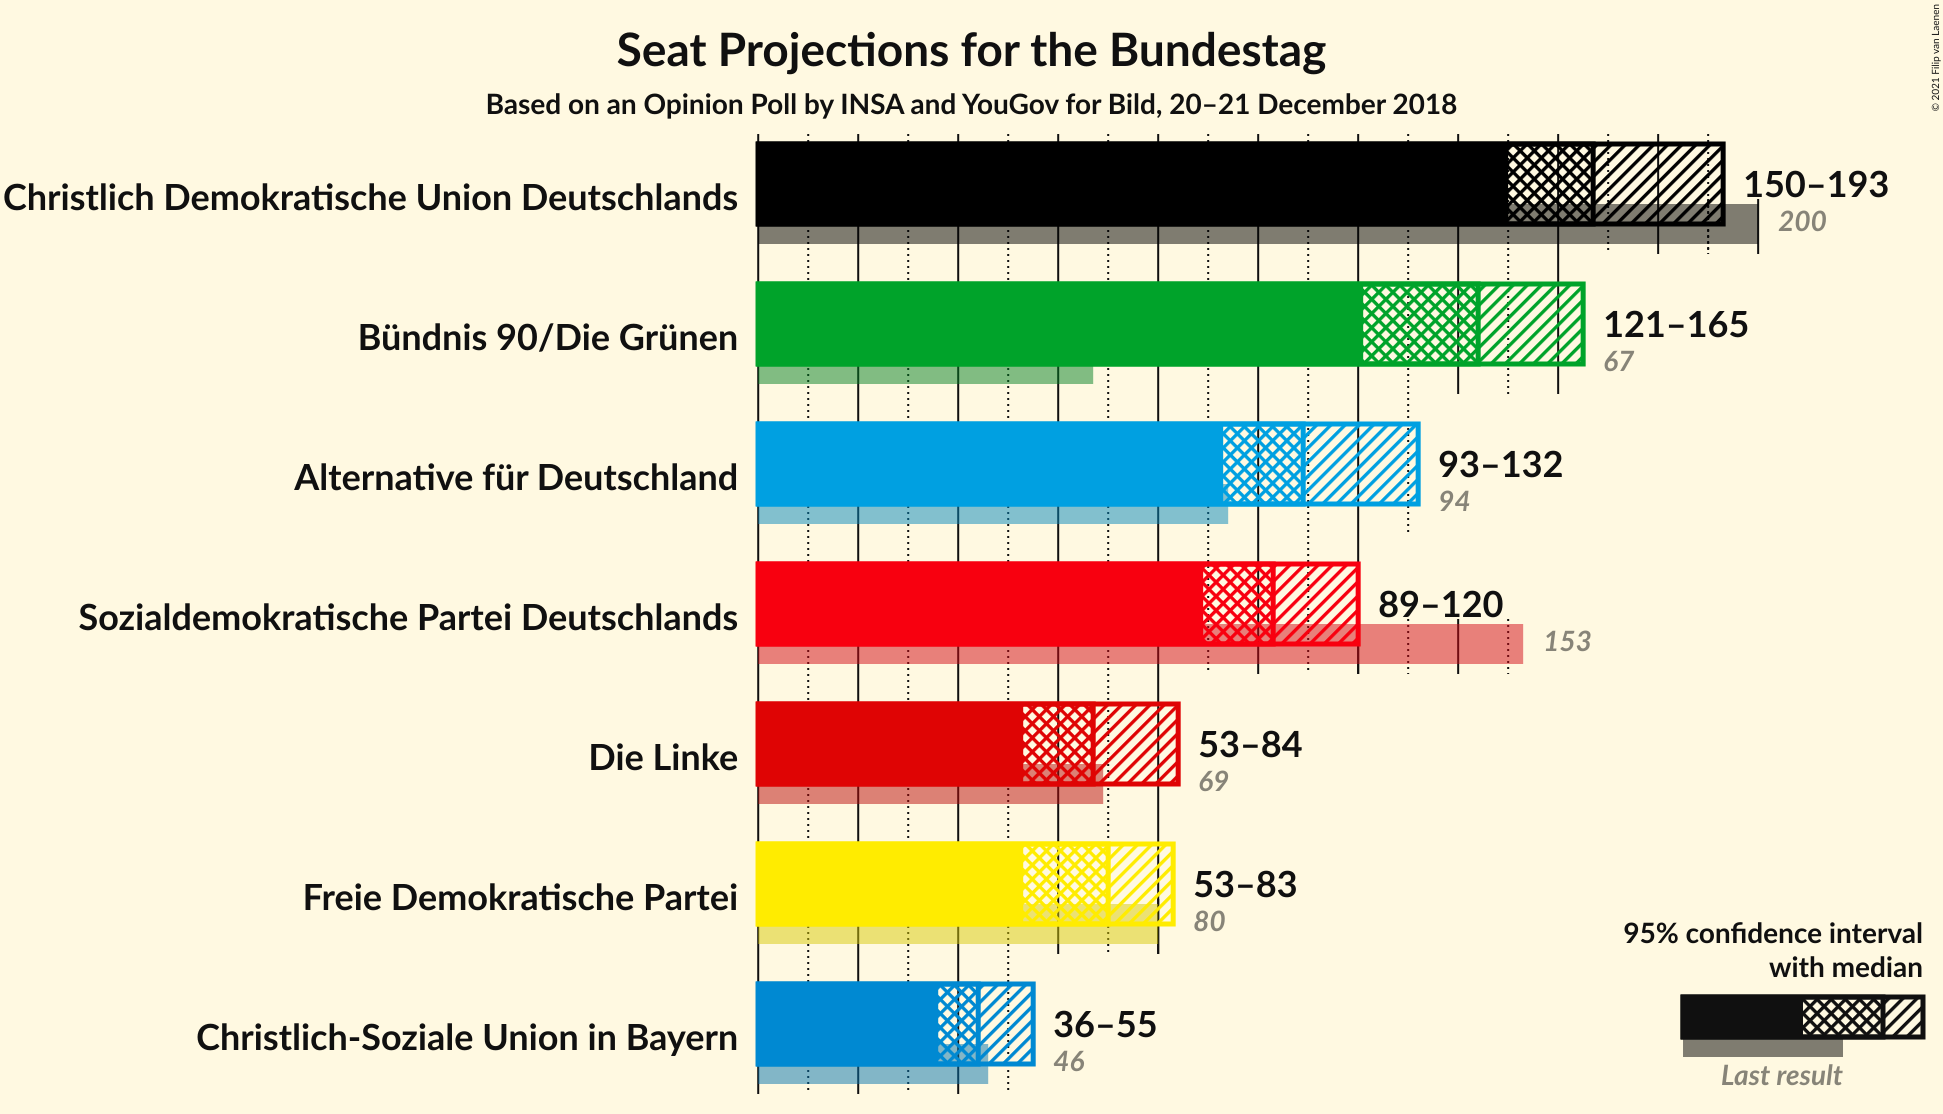 Seat Projections for the Bundestag
Based on an Opinion Poll by INSA and YouGov for Bild, 20–21 December 2018
© 2021 Filip van Laenen
Christlich Demokratische Union Deutschlands
150–193
200
Bündnis 90/Die Grünen
121–165
67
Alternative für Deutschland
93–132
94
Sozialdemokratische Partei Deutschlands
89–120
153
Die Linke
53–84
69
Freie Demokratische Partei
53–83
80
Christlich-Soziale Union in Bayern
36–55
46
95% confidence interval
with median
Last result